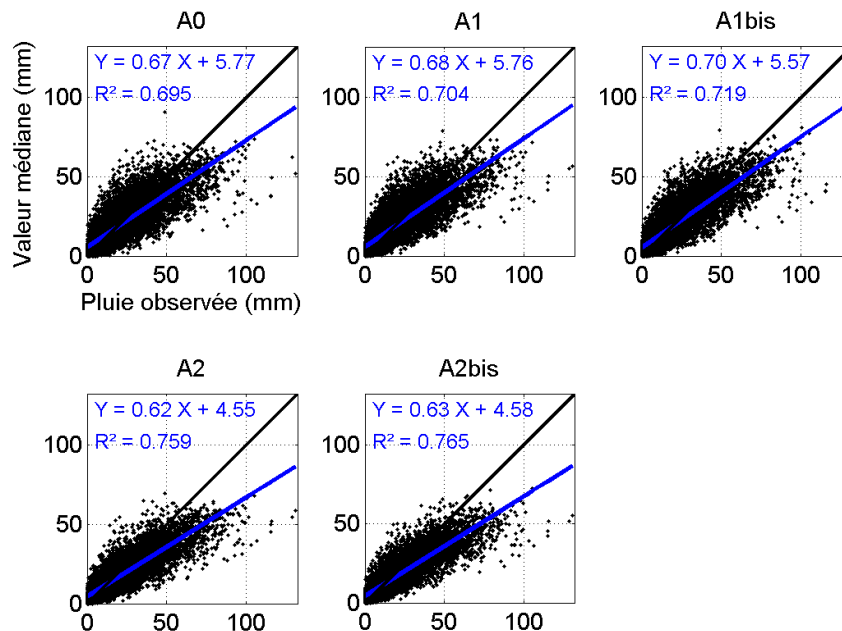 A0
Y = 0.67 X + 5.77
R² = 0.695
Valeur médiane (mm)
100
50
0
0 50 100
Pluie observée (mm)
A1
Y = 0.68 X + 5.76
R² = 0.704
100
50
0
0 50 100
A1bis
Y = 0.70 X + 5.57
R² = 0.719
100
50
0
0 50 100
A2
Y = 0.62 X + 4.55
R² = 0.759
100
50
0
0 50 100
A2bis
Y = 0.63 X + 4.58
R² = 0.765
100
50
0
0 50 100